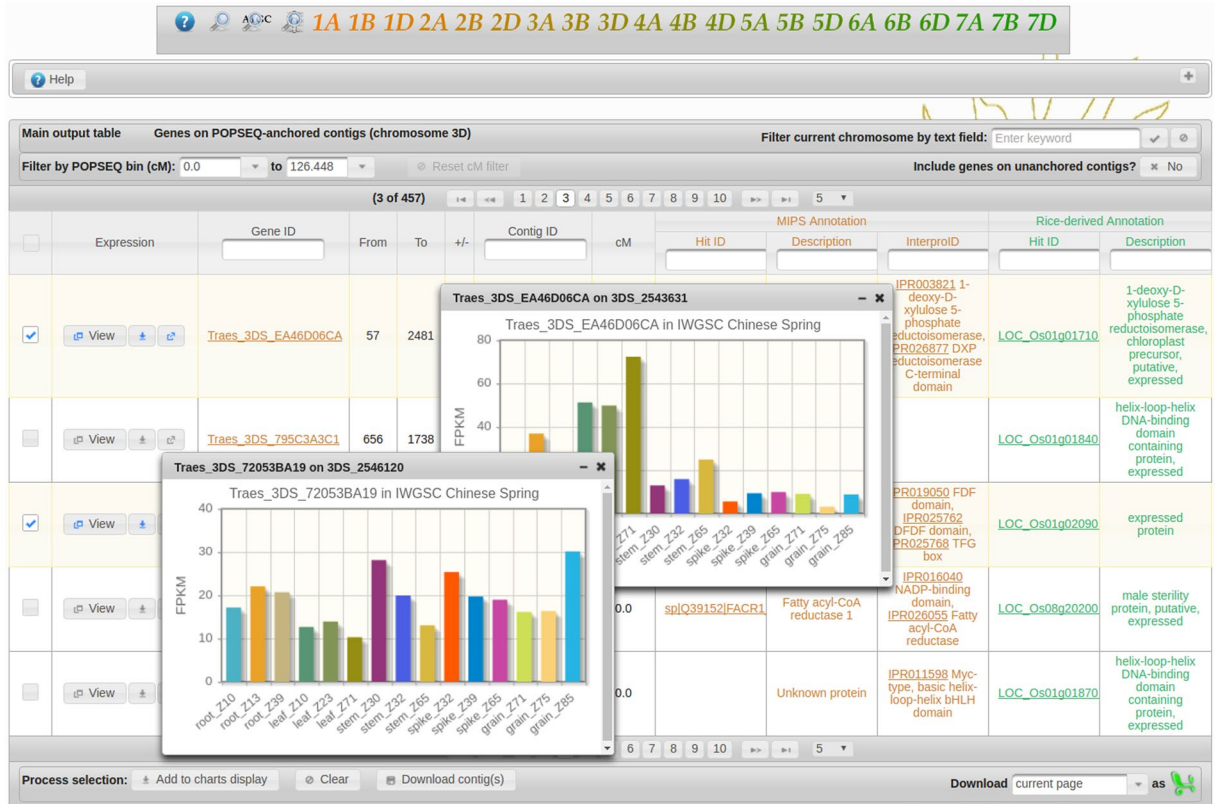 1A 1B 1D 2A 2B 2D 3A 3B 3D 4A 4B 4D 5A 5B 5D 6A 6B 6D 7A 7B 7D
Help
Main output table Genes on POPSEQ-anchored contigs (chromosome 3D) Filter current chromosome by text field: Enter keyword
Filter by POPSEQ bin (cM): 0.0 to 126.448 Reset cM filter Include genes on unanchored contigs? No
(3 of 457) 1 2 3 4 5 6 7 8 9 10 5
MIPS Annotation Rice-derived Annotation
Expression Gene ID From To +/- Contig ID cM Hit ID Description InterproID Hit ID Description
View Traes_3DS_EA46D06CA 57 2481
IPR003821 1-
deoxy-D-
xylulose 5-
phosphate
reductoisomerase,
IPR026877 DXP
reductoisomerase
C-terminal
domain
LOC_Os01g01710
1-deoxy-D-
xylulose 5-
phosphate
reductoisomerase,
chloroplast
precursor,
putative,
expressed
Traes_3DS_EA46D06CA on 3DS_2543631
Traes_3DS_EA46D06CA in IWGSC Chinese Spring
FPKM
80
60
40
Z71 stem_Z30 stem_Z32 stem_Z65 spike_Z32 spike_Z39 spike_Z65 grain_Z71 grain_Z75 grain_Z85
View Traes_3DS_795C3A3C1 656 1738
LOC_Os01g01840
helix-loop-helix
DNA-binding
domain
containing
protein,
expressed
Traes_3DS_72053BA19 on 3DS_2546120
Traes_3DS_72053BA19 in IWGSC Chinese Spring
FPKM
40
30
20
10
0
root_Z10 root_Z13 root_Z39 leaf_Z10 leaf_Z23 leaf_Z71 stem_Z30 stem_Z32 stem_Z65 spike_Z32 spike_Z39 spike_Z65 grain_Z71 grain_Z75 grain_Z85
View
IPR019050 FDF
domain,
IPR025762
DFDF domain,
IPR025768 TFG
box
LOC_Os01g02090
expressed
protein
View 0.0 sp|Q39152|FACR1
Fatty acyl-CoA
reductase 1
IPR016040
NADP-binding
domain,
IPR026055 Fatty
acyl-CoA
reductase
LOC_Os08g20200
male sterility
protein, putative,
expressed
View 0.0 Unknown protein
IPR011598 Myc-
type, basic helix-
loop-helix bHLH
domain
LOC_Os01g01870
helix-loop-helix
DNA-binding
domain
containing
protein,
expressed
6 7 8 9 10 5
Process selection: Add to charts display Clear Download contig(s) Download current page as